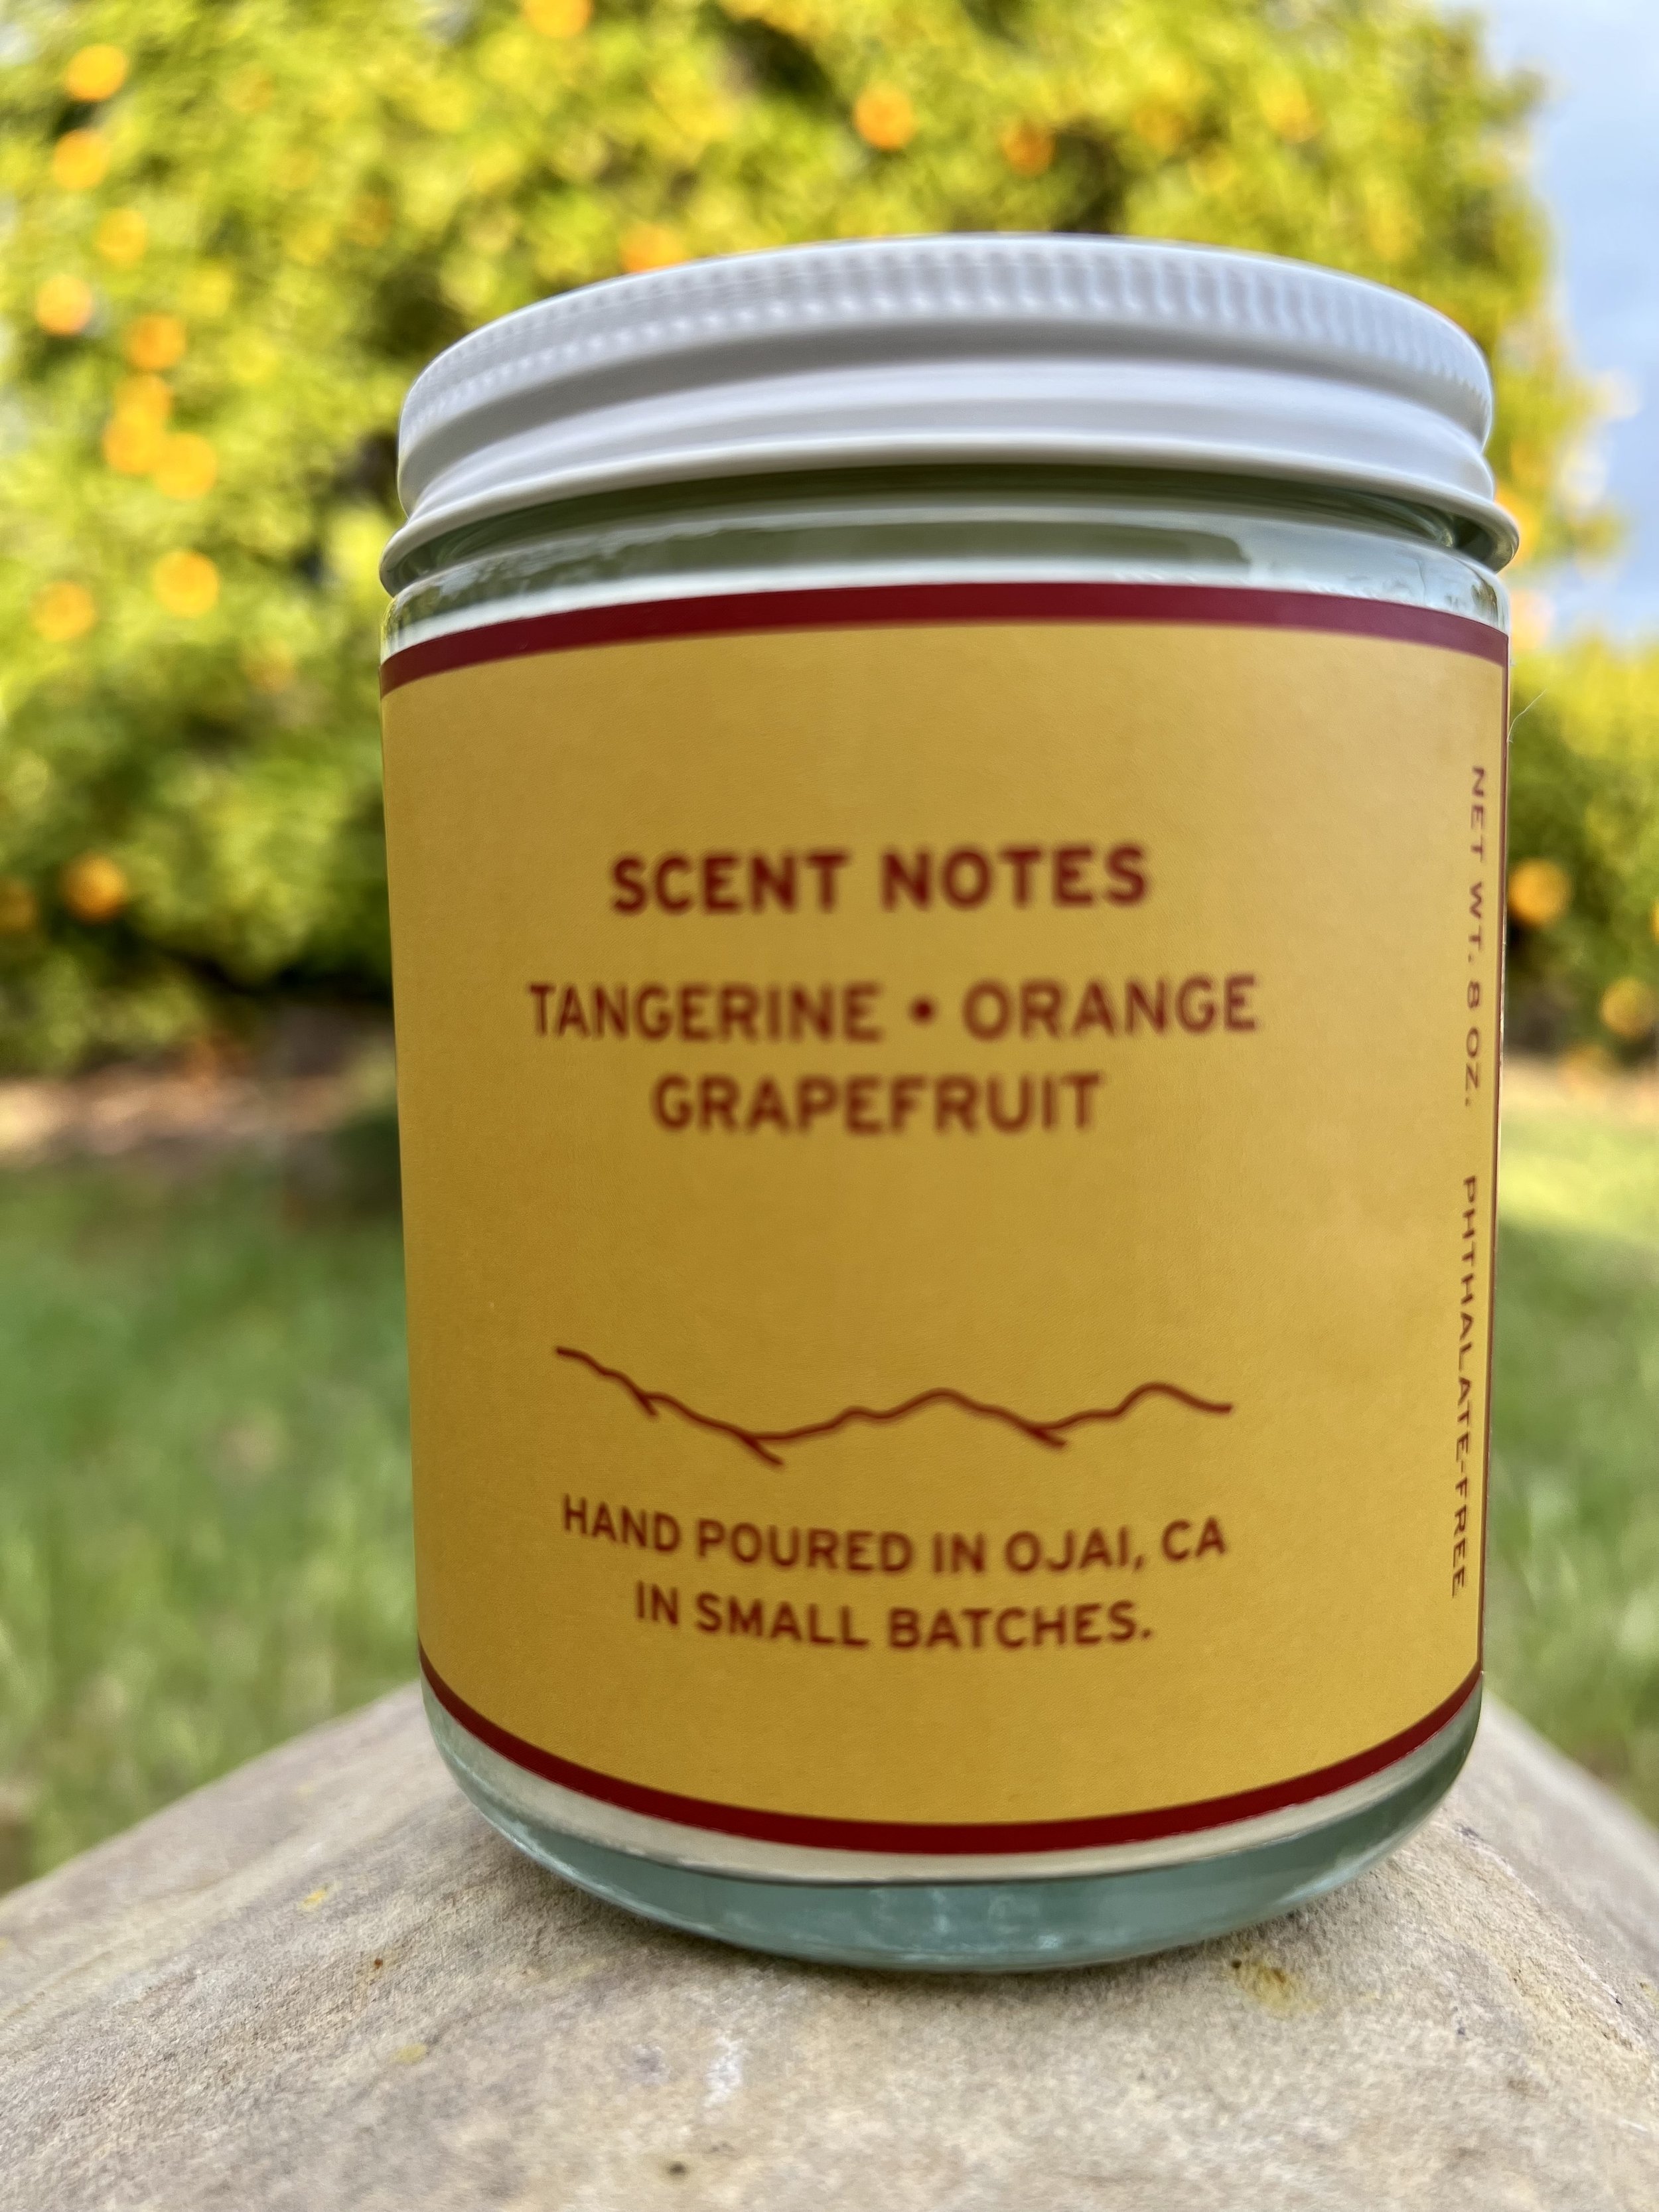 SCENT NOTES
TANGERINE • ORANGE
GRAPEFRUIT
HAND POURED IN OJAI, CA
IN SMALL BATCHES.
NET WT. 8 OZ. PHTHALATE-FREE